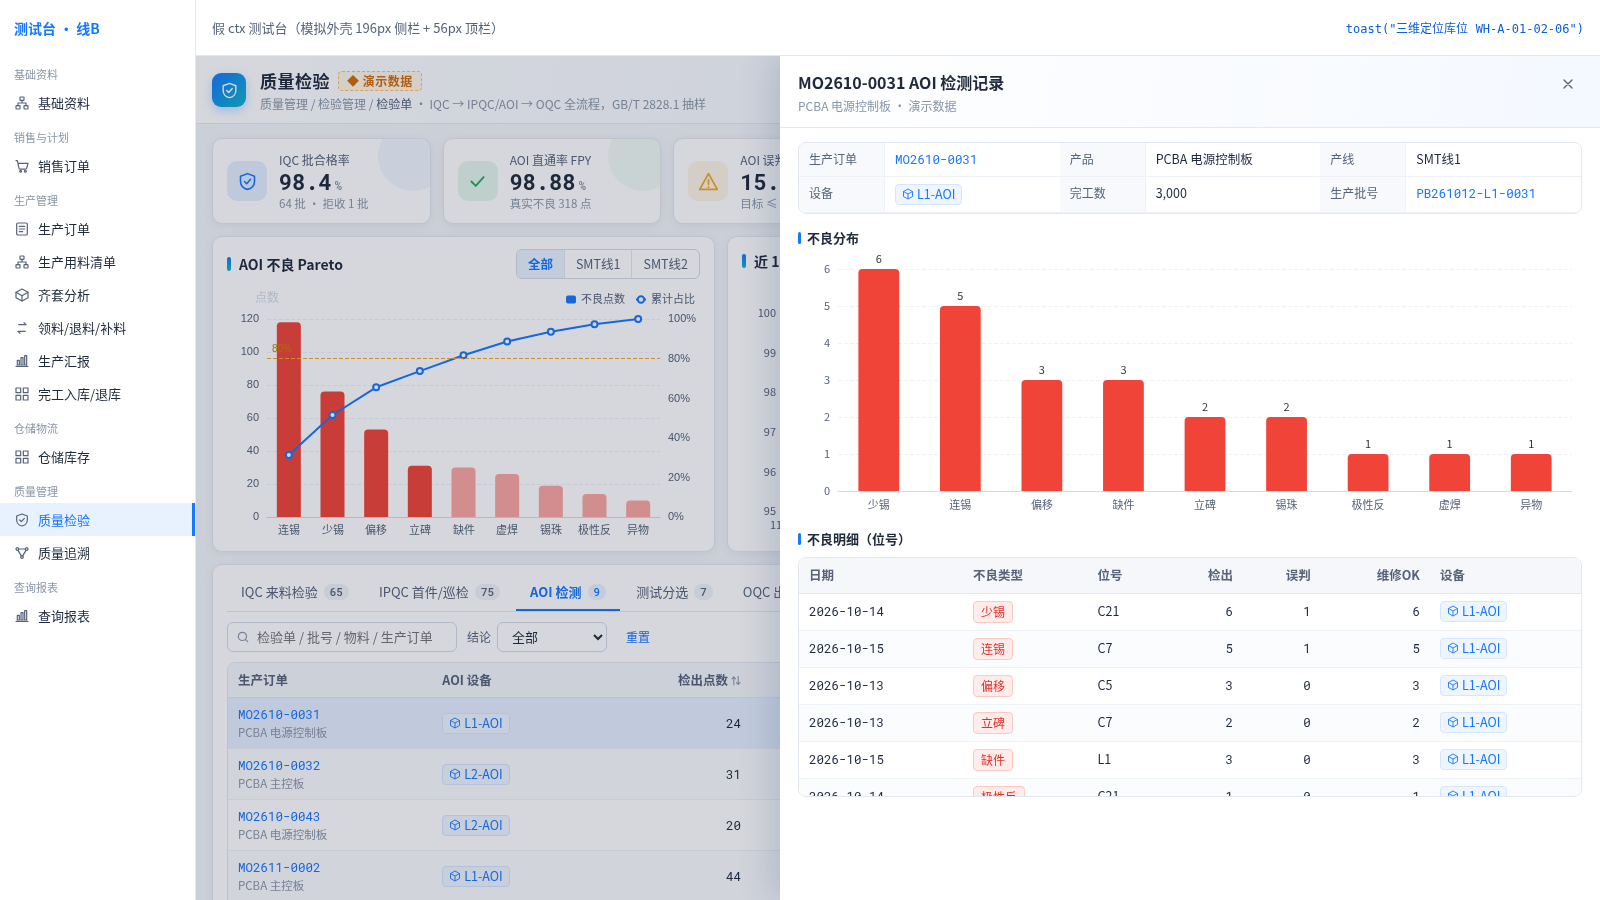 测试台 · 线B
基础资料
基础资料
销售与计划
销售订单
生产管理
生产订单
生产用料清单
齐套分析
领料/退料/补料
生产汇报
完工入库/退库
仓储物流
仓储库存
质量管理
质量检验
质量追溯
查询报表
查询报表
假 ctx 测试台（模拟外壳 196px 侧栏 + 56px 顶栏）
toast("三维定位库位 WH-A-01-02-06")
质量检验 ◆ 演示数据
质量管理 / 检验管理 / 检验单 · IQC → IPQC/AOI → OQC 全流程，GB/T 2828.1 抽样
IQC 批合格率
98.4%
64 批 · 拒收 1 批
AOI 直通率 FPY
98.88%
真实不良 318 点
AOI 误
15.
目标 ≤
AOI 不良 Pareto
全部 SMT线1 SMT线2
点数
不良点数 累计占比
120 100%
100 80% 80%
80
60 60%
40 40%
20 20%
0 0%
连锡 少锡 偏移 立碑 缺件 虚焊 锡珠 极性反 异物
近 1
100
99
98
97
96
95
11
IQC 来料检验 65 IPQC 首件/巡检 75 AOI 检测 9 测试分选 7 OQC
检验单 / 批号 / 物料 / 生产订单 结论 全部 重置
生产订单 AOI 设备 检出点数
MO2610-0031 L1-AOI 24
PCBA 电源控制板
MO2610-0032 L2-AOI 31
PCBA 主控板
MO2610-0043 L2-AOI 20
PCBA 电源控制板
MO2611-0002 L1-AOI 44
PCBA 主控板
MO2610-0031 AOI 检测记录
PCBA 电源控制板 · 演示数据
生产订单 MO2610-0031 产品 PCBA 电源控制板 产线 SMT线1
设备 L1-AOI 完工数 3,000 生产批号 PB261012-L1-0031
不良分布
6
5
4
3
2
1
0
6 5 3 3 2 2 1 1 1
少锡 连锡 偏移 缺件 立碑 锡珠 极性反 虚焊 异物
不良明细（位号）
日期 不良类型 位号 检出 误判 维修OK 设备
2026-10-14 少锡 C21 6 1 6 L1-AOI
2026-10-15 连锡 C7 5 1 5 L1-AOI
2026-10-13 偏移 C5 3 0 3 L1-AOI
2026-10-13 立碑 C7 2 0 2 L1-AOI
2026-10-15 缺件 L1 3 0 3 L1-AOI
2026-10-14 极性反 C21 1 0 1 L1-AOI